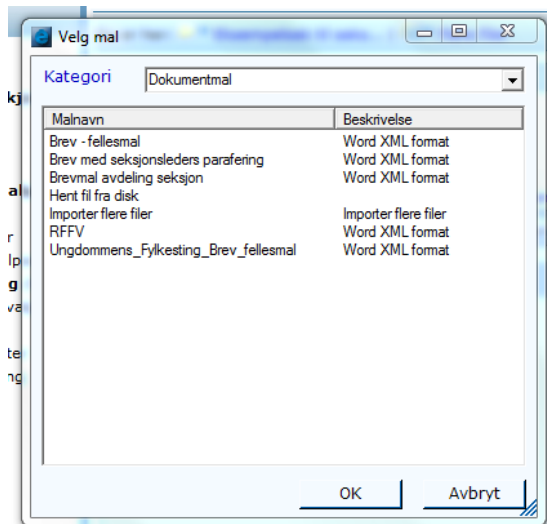 Velg mal
Kategori Dokumentmal
Malnavn Beskrivelse
Brev - fellesmal Word XML format
Brev med seksjonsleders parafering Word XML format
Brevmal avdeling seksjon Word XML format
Hent fil fra disk
Importer flere filer Importer flere filer
RFFV Word XML format
Ungdommens_Fylkesting_Brev_fellesmal Word XML format
OK Avbryt